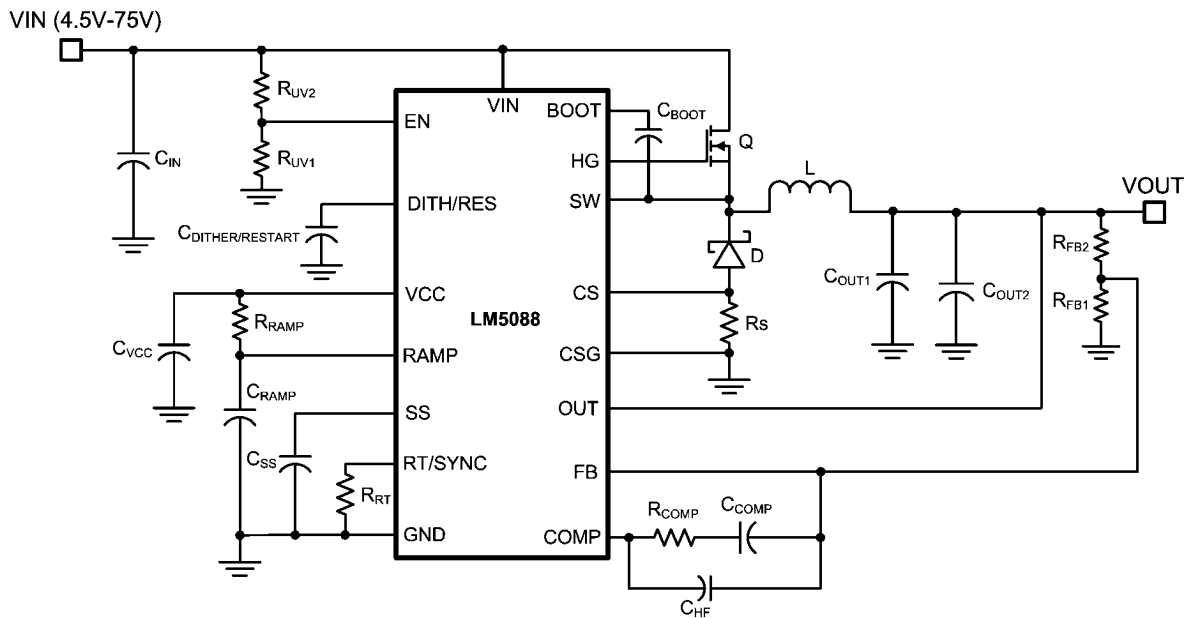 VIN (4.5V-75V)
VIN
BOOT
CBOOT
RUV2
EN
Q
CIN
RUV1
HG
L
VOUT
SW
DITH/RES
CDITHER/RESTART
D
RFB2
COUT1
COUT2
RFB1
VCC
CS
LM5088
RRAMP
RS
CVCC
RAMP
CSG
CRAMP
SS
OUT
CSS
RT/SYNC
FB
RRT
RCOMP
CCOMP
GND
COMP
CHF